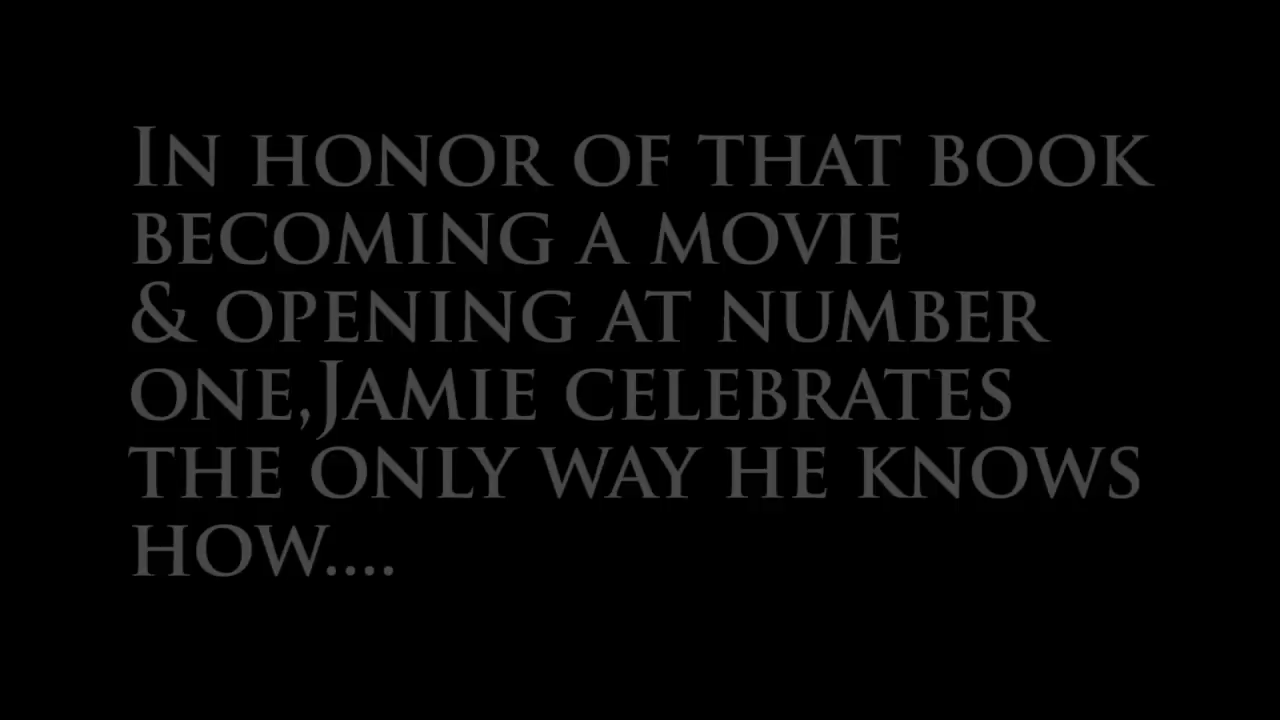 In honor of that book
becoming a movie
& opening at number
one,Jamie celebrates
the only way he knows
how....